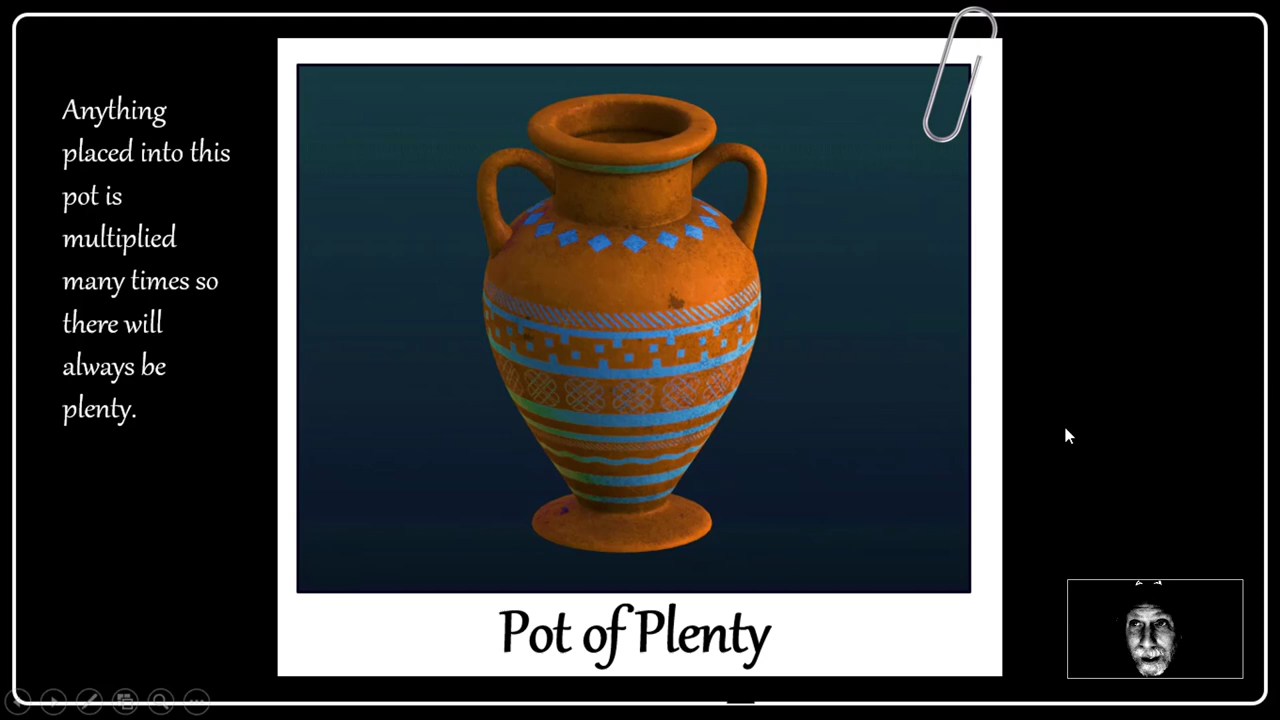 Anything
placed into this
pot is
multiplied
many times so
there will
always be
plenty.
Pot of Plenty